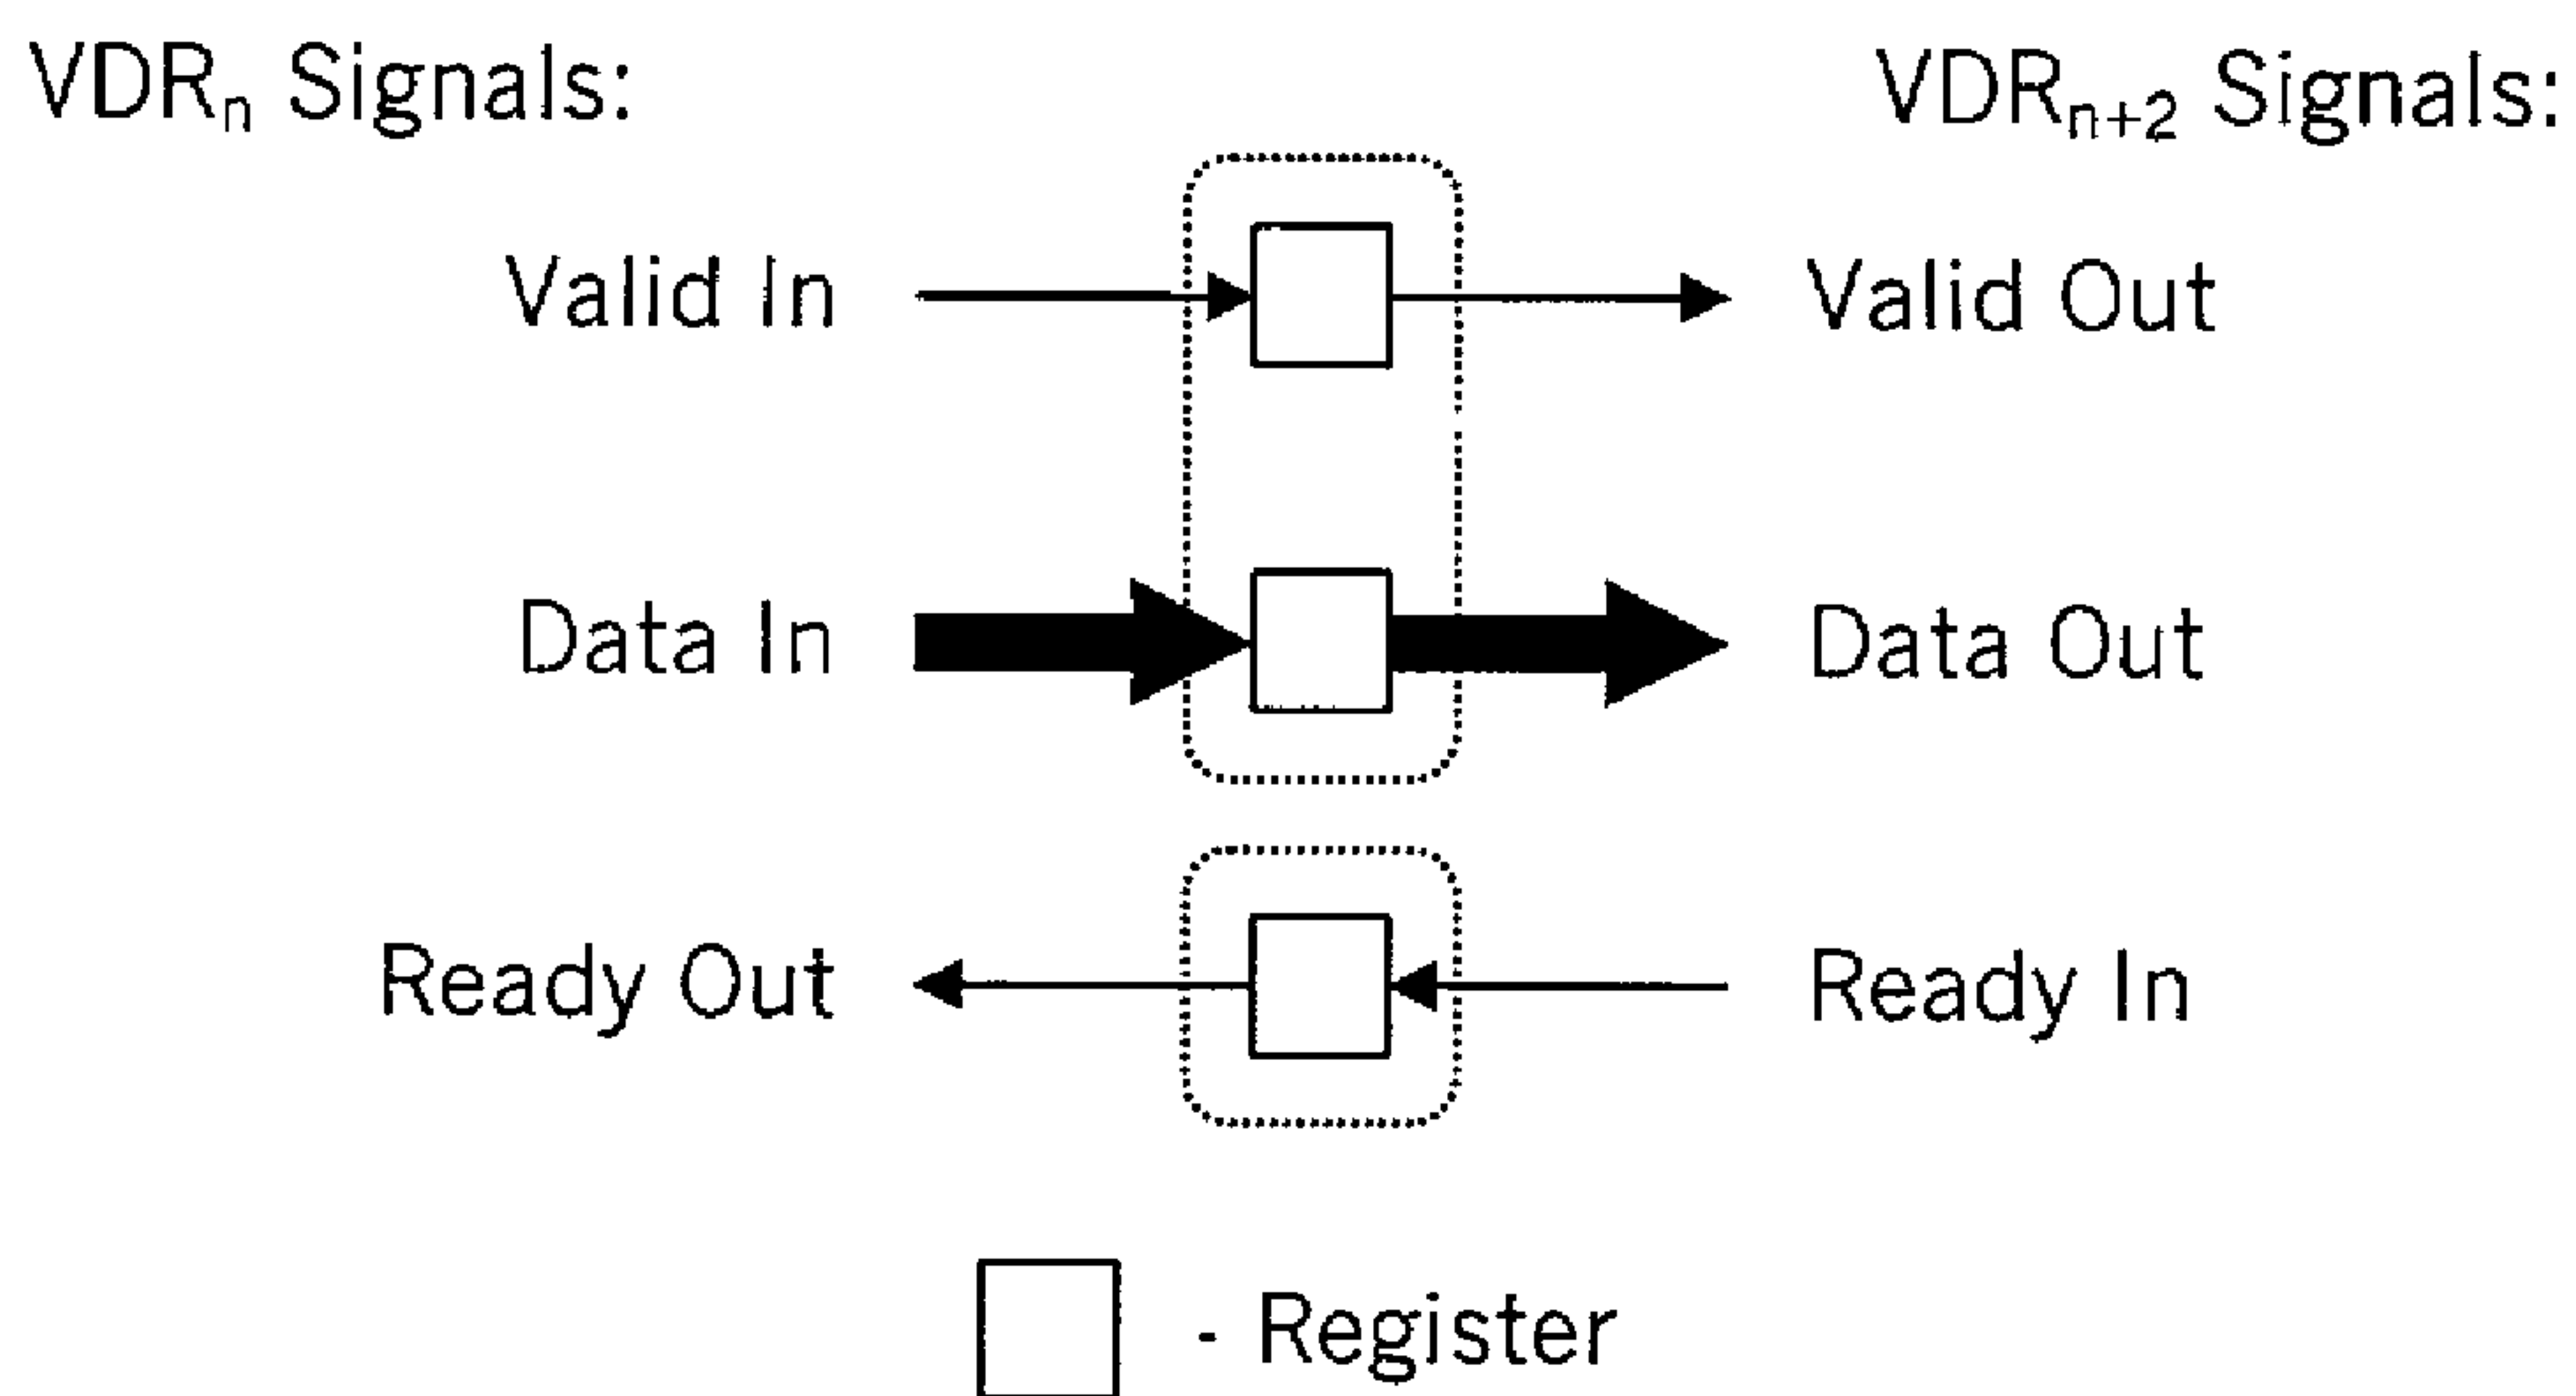 VDRₙ Signals:
VDRₙ₊₂ Signals:
Valid In
Valid Out
Data In
Data Out
Ready Out
Ready In
- Register